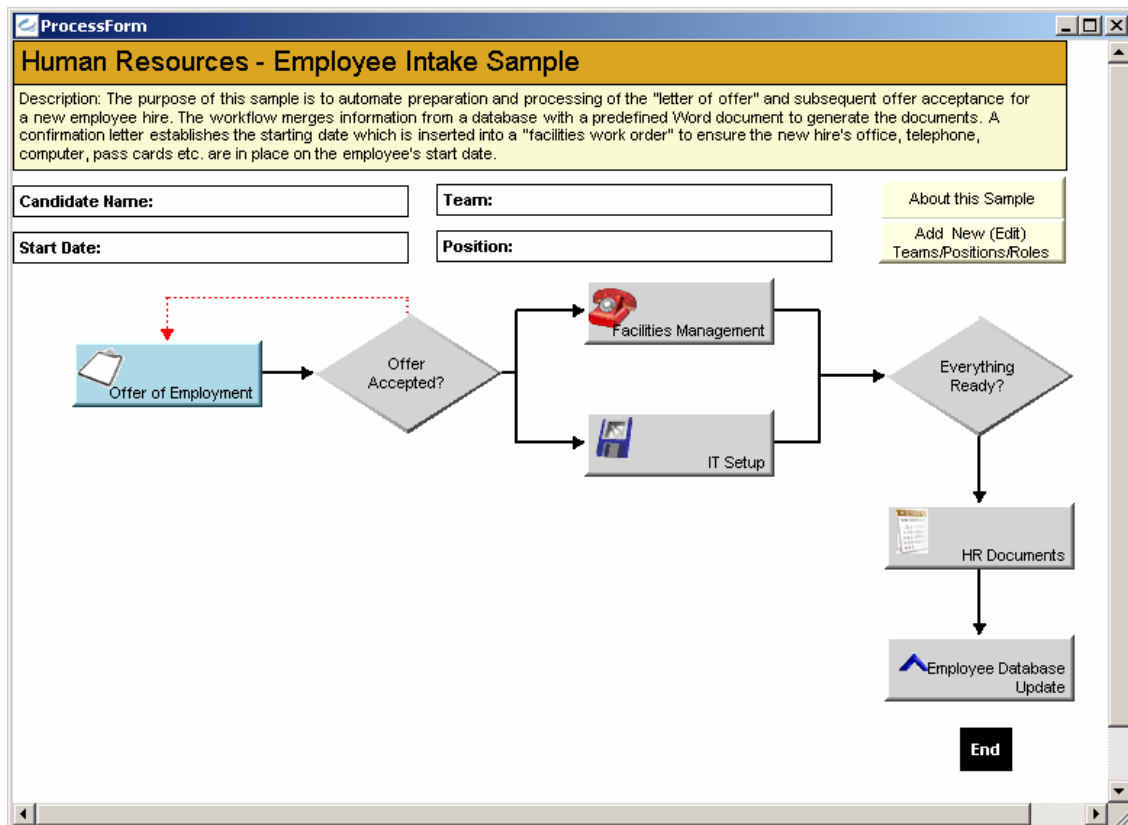 ProcessForm
Human Resources - Employee Intake Sample
Description: The purpose of this sample is to automate preparation and processing of the "letter of offer" and subsequent offer acceptance for
a new employee hire. The workflow merges information from a database with a predefined Word document to generate the documents. A
confirmation letter establishes the starting date which is inserted into a "facilities work order" to ensure the new hire's office, telephone,
computer, pass cards etc. are in place on the employee's start date.
Candidate Name:
Team:
About this Sample
Start Date:
Position:
Add New (Edit)
Teams/Positions/Roles
Offer of Employment
Offer
Accepted?
Facilities Management
IT Setup
Everything
Ready?
HR Documents
Employee Database
Update
End